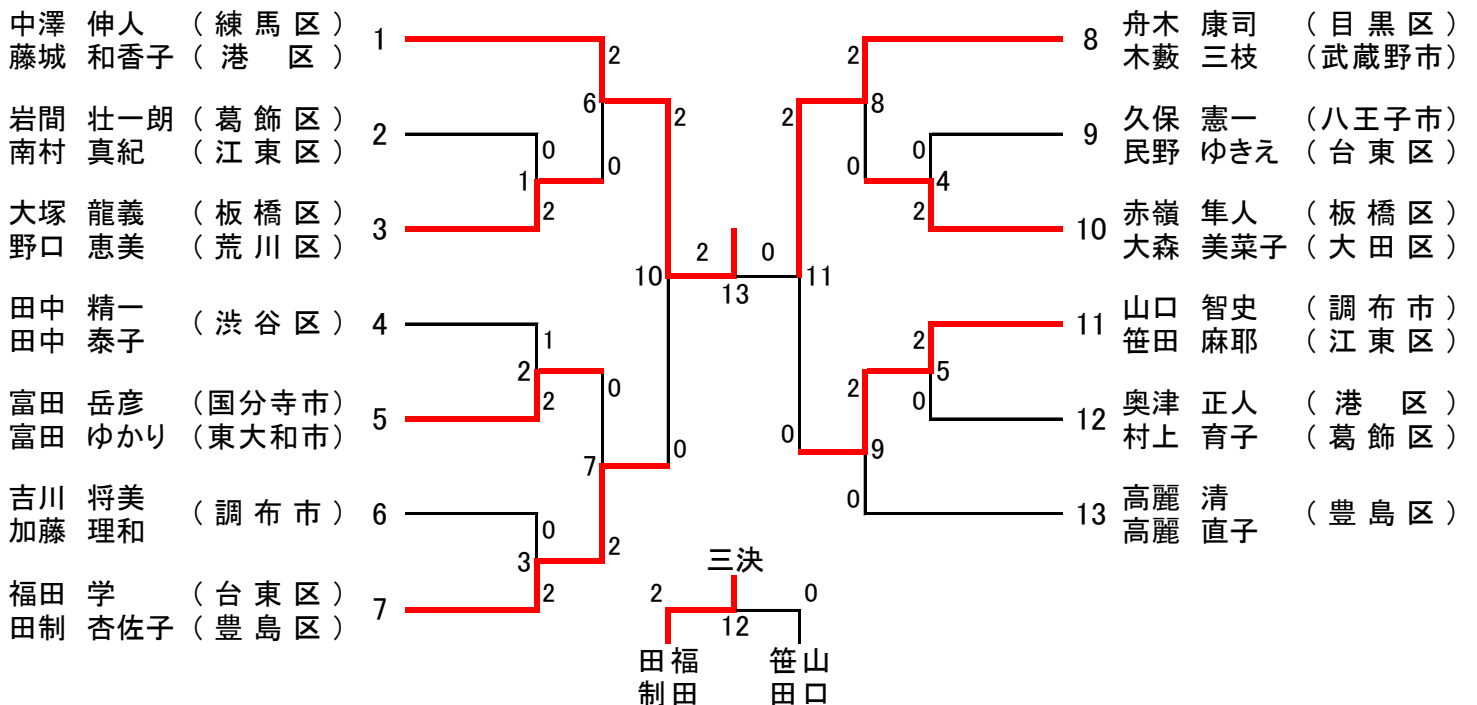 中澤 伸人 （練馬区） 1
藤城 和香子 （港 区）
岩間 壮一朗 （葛飾区） 2
南村 真紀 （江東区）
大塚 龍義 （板橋区） 3
野口 恵美 （荒川区）
田中 精一
（渋谷区） 4
田中 泰子
富田 岳彦 （国分寺市） 5
富田 ゆかり （東大和市）
吉川 将美
（調布市） 6
加藤 理和
福田 学 （台東区） 7
田制 杏佐子 （豊島区）
2
6
0
0
1
2
2
1
2
2
0
7
0
3
2
2
10
0
2
13
0
2
11
0
2
8
0
0
4
2
2
5
0
2
9
0
8 舟木 康司 （目黒区）
木藪 三枝 （武蔵野市）
9 久保 憲一 （八王子市）
民野 ゆきえ （台東区）
10 赤嶺 隼人 （板橋区）
大森 美菜子 （大田区）
11 山口 智史 （調布市）
笹田 麻耶 （江東区）
12 奥津 正人 （港 区）
村上 育子 （葛飾区）
高麗 清
13 （豊島区）
高麗 直子
三決
2
12
0
福田
田制
山口
笹田